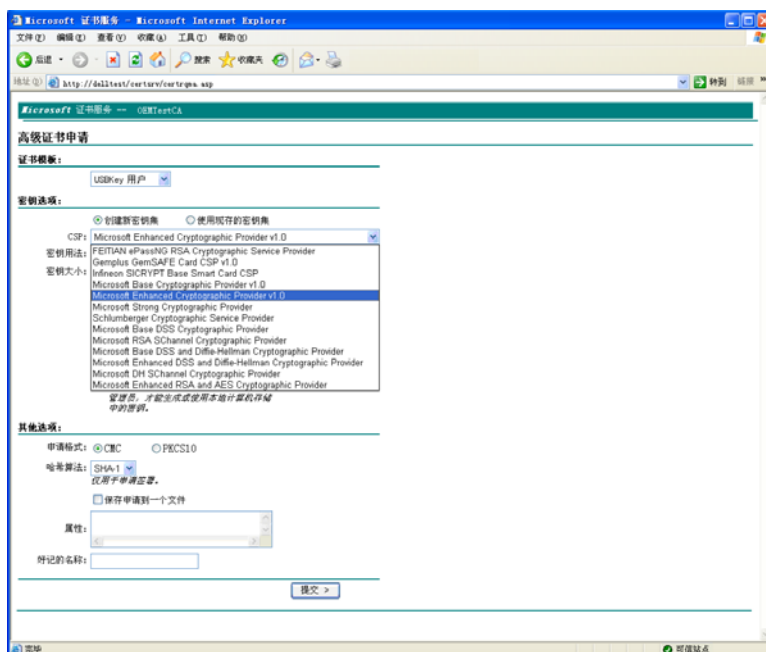 Microsoft 证书服务 - Microsoft Internet Explorer
文件(F) 编辑(E) 查看(V) 收藏(A) 工具(T) 帮助(H)
后退 搜索 收藏夹
地址(D) http://delltest/certsrv/certrqma.asp 转到 链接 »
Microsoft 证书服务 -- OEMTestCA
高级证书申请
证书模板:
USBKey 用户
密钥选项:
创建新密钥集 使用现存的密钥集
CSP: Microsoft Enhanced Cryptographic Provider v1.0
密钥用法: FEITIAN ePassNG RSA Cryptographic Service Provider
Gemplus GemSAFE Card CSP v1.0
密钥大小: Infineon SICRYPT Base Smart Card CSP
Microsoft Base Cryptographic Provider v1.0
Microsoft Enhanced Cryptographic Provider v1.0
Microsoft Strong Cryptographic Provider
Schlumberger Cryptographic Service Provider
Microsoft Base DSS Cryptographic Provider
Microsoft RSA SChannel Cryptographic Provider
Microsoft Base DSS and Diffie-Hellman Cryptographic Provider
Microsoft Enhanced DSS and Diffie-Hellman Cryptographic Provider
Microsoft DH SChannel Cryptographic Provider
Microsoft Enhanced RSA and AES Cryptographic Provider
管理员，才能生成或使用本地计算机存储
中的密钥。
其他选项:
申请格式: CMC PKCS10
哈希算法: SHA-1
仅用于申请签署。
保存申请到一个文件
属性:
好记的名称:
提交 >
完毕 可信站点